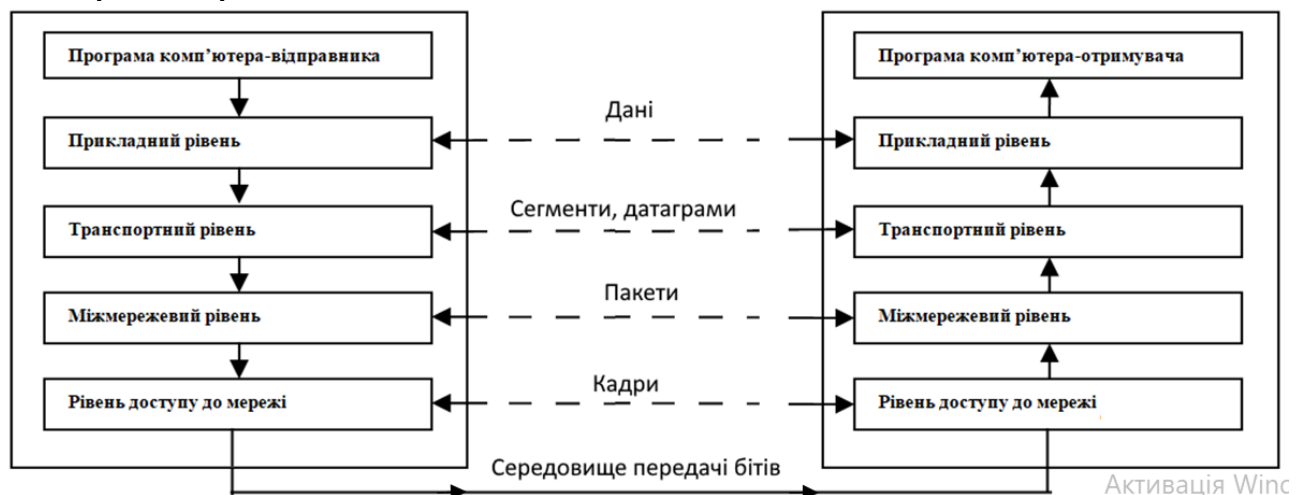 Програма комп’ютера-відправника
Програма комп’ютера-отримувача
Дані
Прикладний рівень
Прикладний рівень
Сегменти, датаграми
Транспортний рівень
Транспортний рівень
Пакети
Міжмережевий рівень
Міжмережевий рівень
Кадри
Рівень доступу до мережі
Рівень доступу до мережі
Середовище передачі бітів
Активація